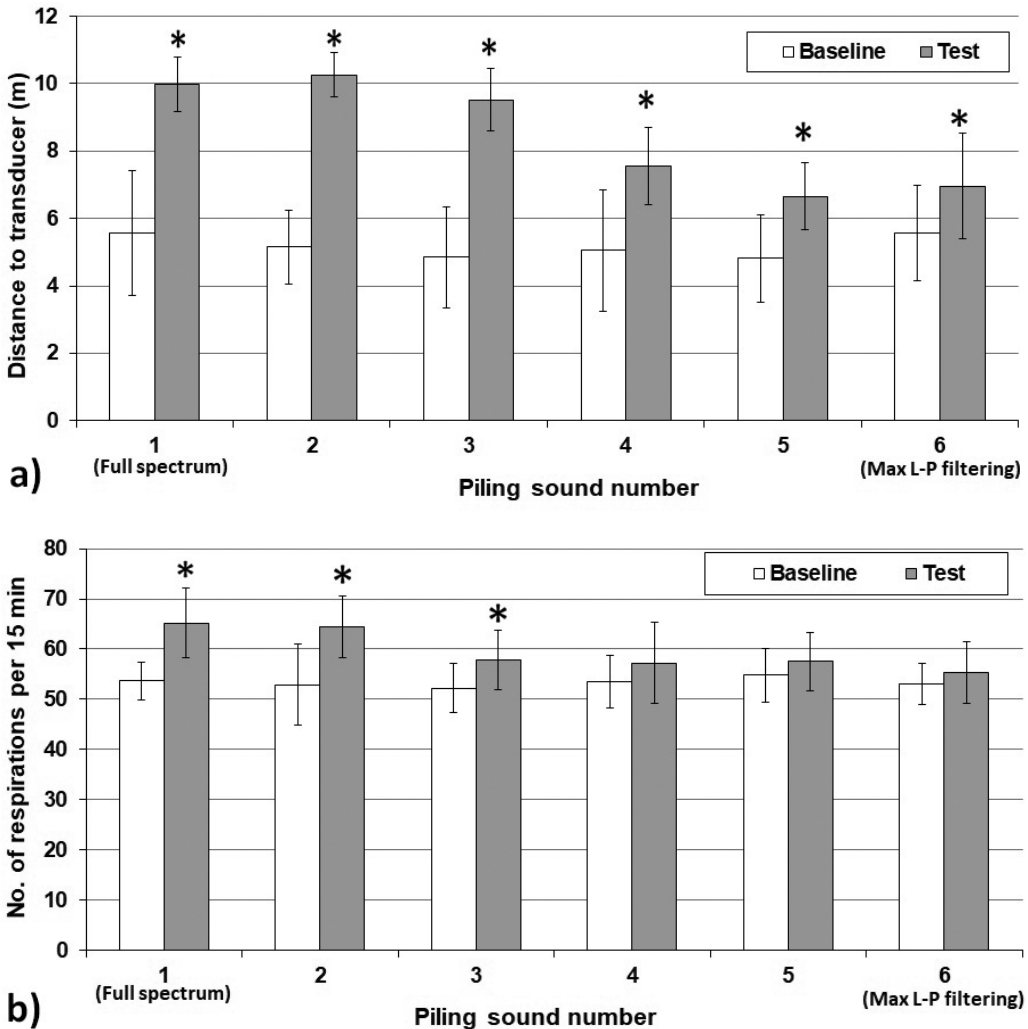 12
10
8
6
4
2
0
Distance to transducer (m)
Baseline Test
* * * * * *
1 2 3 4 5 6
(Full spectrum) (Max L-P filtering)
Piling sound number
a)
80
70
60
50
40
30
20
10
0
No. of respirations per 15 min
Baseline Test
* * *
1 2 3 4 5 6
(Full spectrum) (Max L-P filtering)
Piling sound number
b)